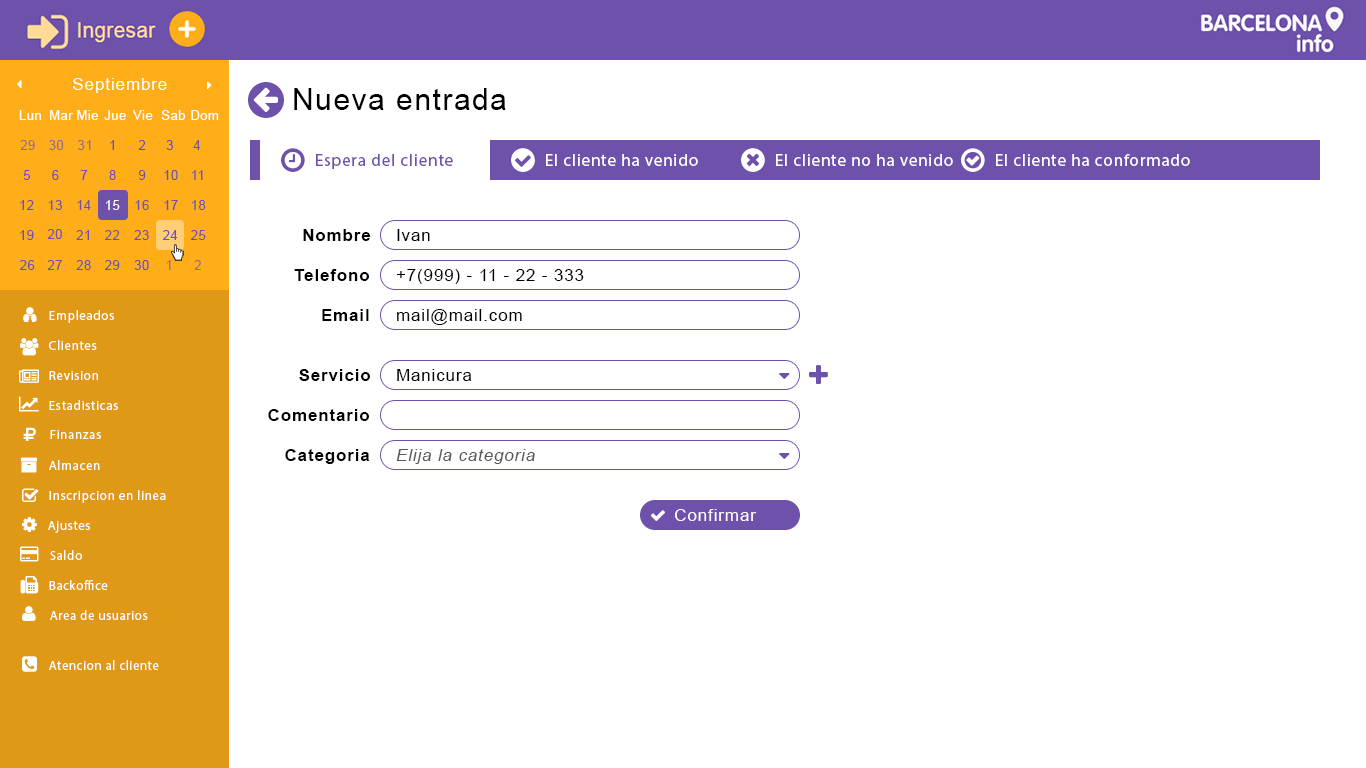 Ingresar
BARCELONA
info
Septiembre
Lun Mar Mie Jue Vie Sab Dom
29 30 31 1 2 3 4
5 6 7 8 9 10 11
12 13 14 15 16 17 18
19 20 21 22 23 24 25
26 27 28 29 30 1 2
Empleados
Clientes
Revision
Estadisticas
Finanzas
Almacen
Inscripcion en linea
Ajustes
Saldo
Backoffice
Area de usuarios
Atencion al cliente
Nueva entrada
Espera del cliente El cliente ha venido El cliente no ha venido El cliente ha conformado
Nombre Ivan
Telefono +7(999) - 11 - 22 - 333
Email mail@mail.com
Servicio Manicura
Comentario
Categoria Elija la categoria
Confirmar